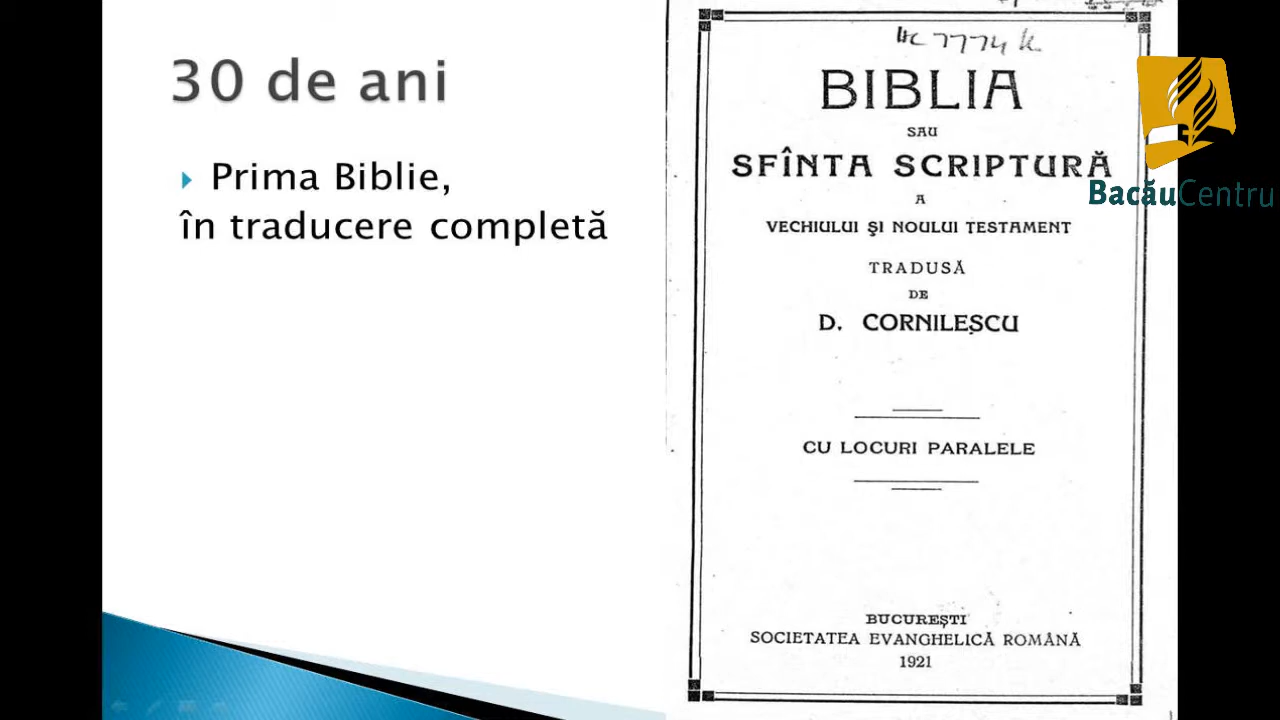 30 de ani
Prima Biblie,
în traducere completă
BIBLIA
SAU
SFÎNTA SCRIPTURĂ
A
VECHIULUI ŞI NOULUI TESTAMENT
TRADUSĂ
DE
D. CORNILESCU
CU LOCURI PARALELE
BUCUREŞTI
SOCIETATEA EVANGHELICĂ ROMÂNĂ
1921
BacăuCentru